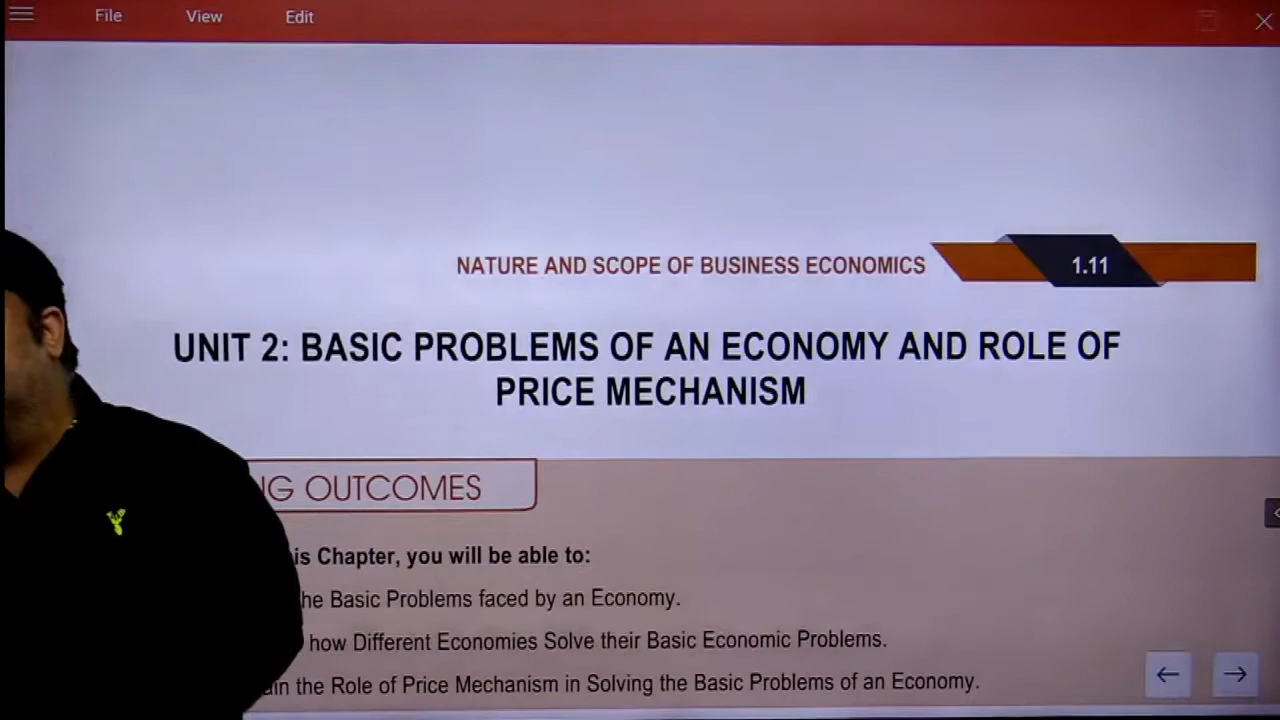 File View Edit
NATURE AND SCOPE OF BUSINESS ECONOMICS 1.11
UNIT 2: BASIC PROBLEMS OF AN ECONOMY AND ROLE OF
PRICE MECHANISM
NG OUTCOMES
is Chapter, you will be able to:
he Basic Problems faced by an Economy.
how Different Economies Solve their Basic Economic Problems.
ain the Role of Price Mechanism in Solving the Basic Problems of an Economy.